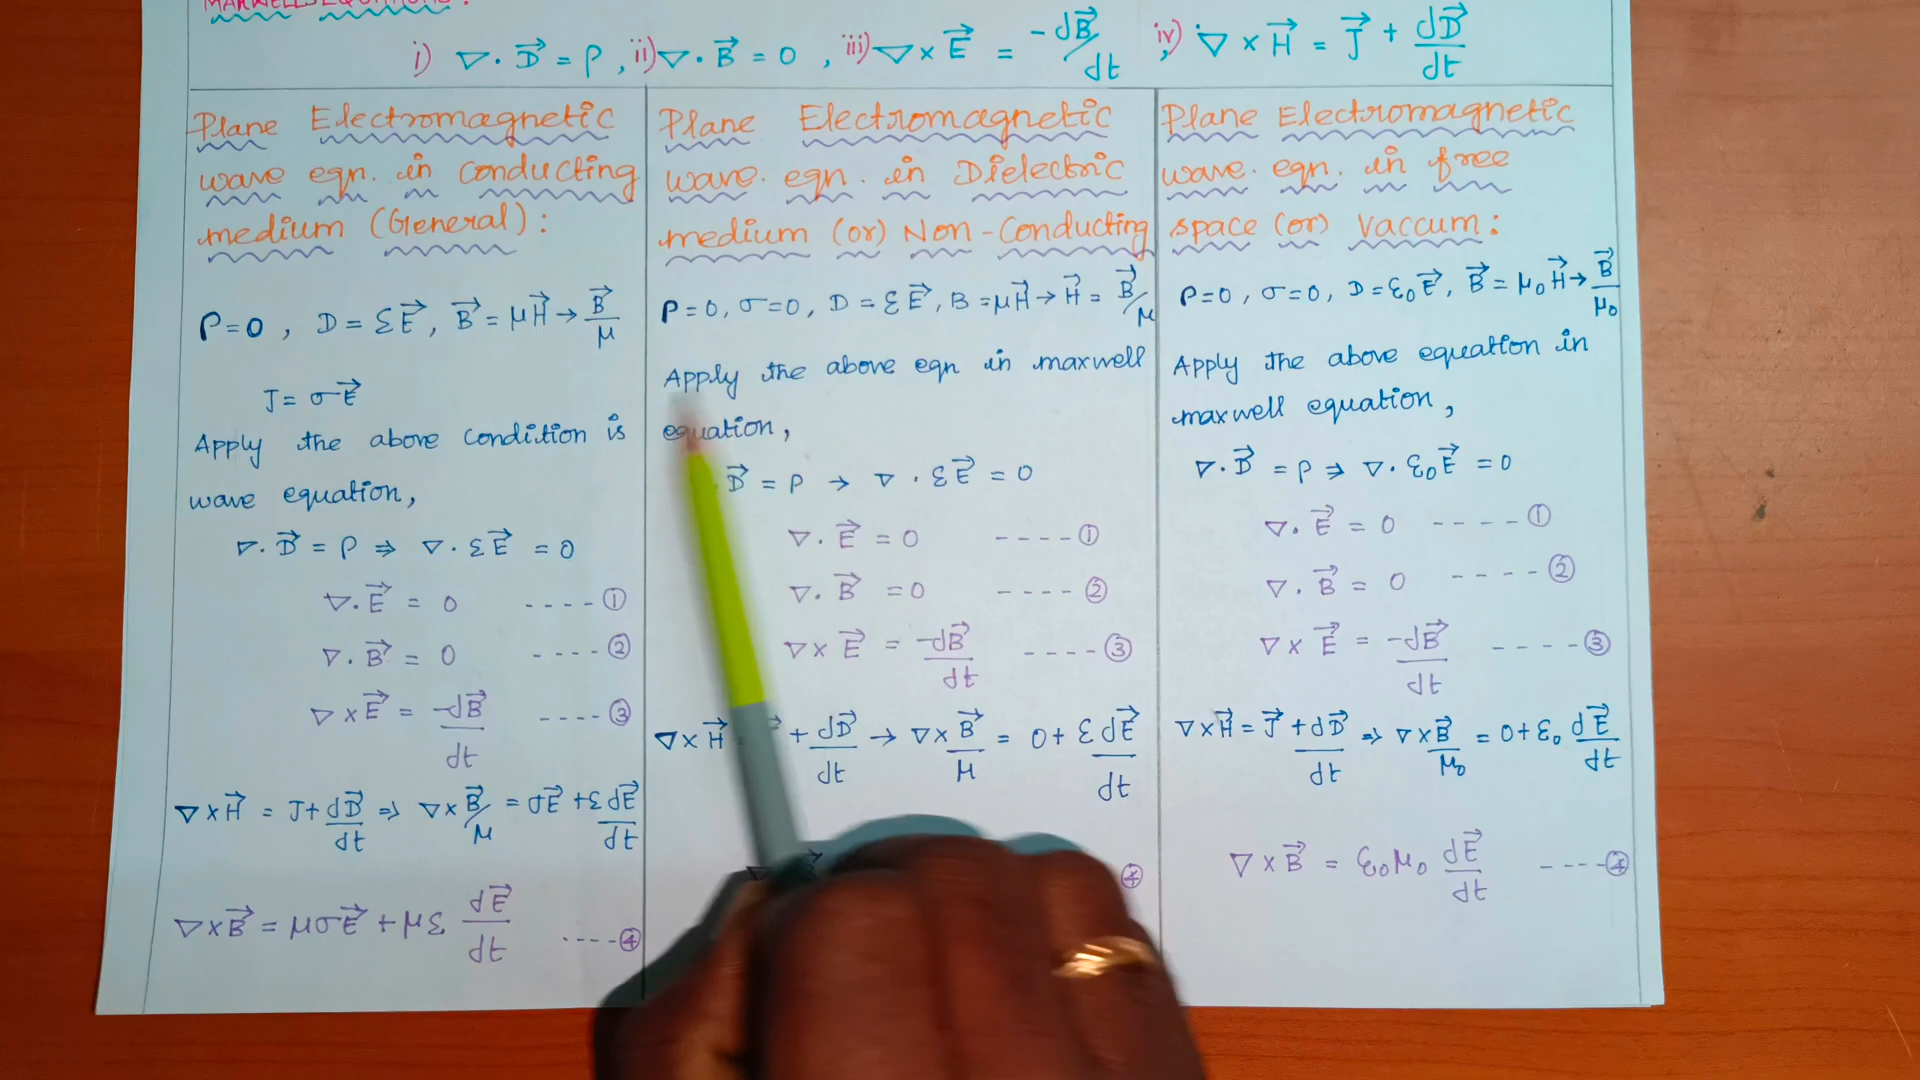 MAXWELLS EQUATIONS:
i) ∇·D⃗ = ρ , ii) ∇·B⃗ = 0 , iii) ∇×E⃗ = -dB⃗/dt iv) ∇×H⃗ = J⃗ + dD⃗/dt
Plane Electromagnetic
wave eqn. in Conducting
medium (General):
ρ=0 , D = εE⃗, B⃗ = μH⃗ → B⃗/μ
J = σE⃗
Apply the above condition is
wave equation,
∇·D⃗ = ρ ⇒ ∇·εE⃗ = 0
∇·E⃗ = 0 ----①
∇·B⃗ = 0 ----②
∇×E⃗ = -dB⃗/dt ----③
∇×H⃗ = J+dD⃗/dt ⇒ ∇×B⃗/μ = σE⃗ + εdE⃗/dt
∇×B⃗ = μσE⃗ + με dE⃗/dt ----④
Plane Electromagnetic
wave. eqn. in Dielectric
medium (or) Non-Conducting
ρ=0, σ=0, D = εE⃗, B=μH⃗ → H⃗ = B⃗/μ
Apply the above eqn in maxwell
equation,
·D⃗ = ρ → ∇·εE⃗ = 0
∇·E⃗ = 0 ----①
∇·B⃗ = 0 ----②
∇×E⃗ = -dB⃗/dt ----③
∇×H⃗ + dD⃗/dt → ∇×B⃗/μ = 0+ε dE⃗/dt
④
Plane Electromagnetic
wave. eqn. in free
space (or) Vaccum:
ρ=0, σ=0, D=ε₀E⃗, B⃗=μ₀H⃗→B⃗/μ₀
Apply the above equation in
maxwell equation,
∇·D⃗ = ρ ⇒ ∇·ε₀E⃗ = 0
∇·E⃗ = 0 ----①
∇·B⃗ = 0 ----②
∇×E⃗ = -dB⃗/dt ----③
∇×H⃗ = J⃗+dD⃗/dt ⇒ ∇×B⃗/μ₀ = 0+ε₀ dE⃗/dt
∇×B⃗ = ε₀μ₀ dE⃗/dt ----④